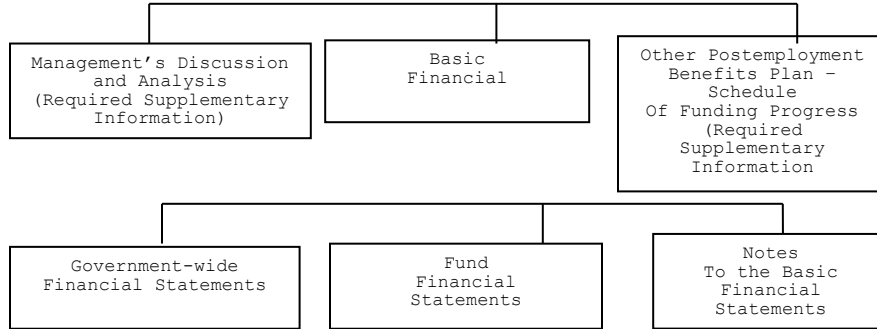 Management’s Discussion
and Analysis
(Required Supplementary
Information)
Basic
Financial
Other Postemployment
Benefits Plan –
Schedule
Of Funding Progress
(Required
Supplementary
Information
Government-wide
Financial Statements
Fund
Financial
Statements
Notes
To the Basic
Financial
Statements